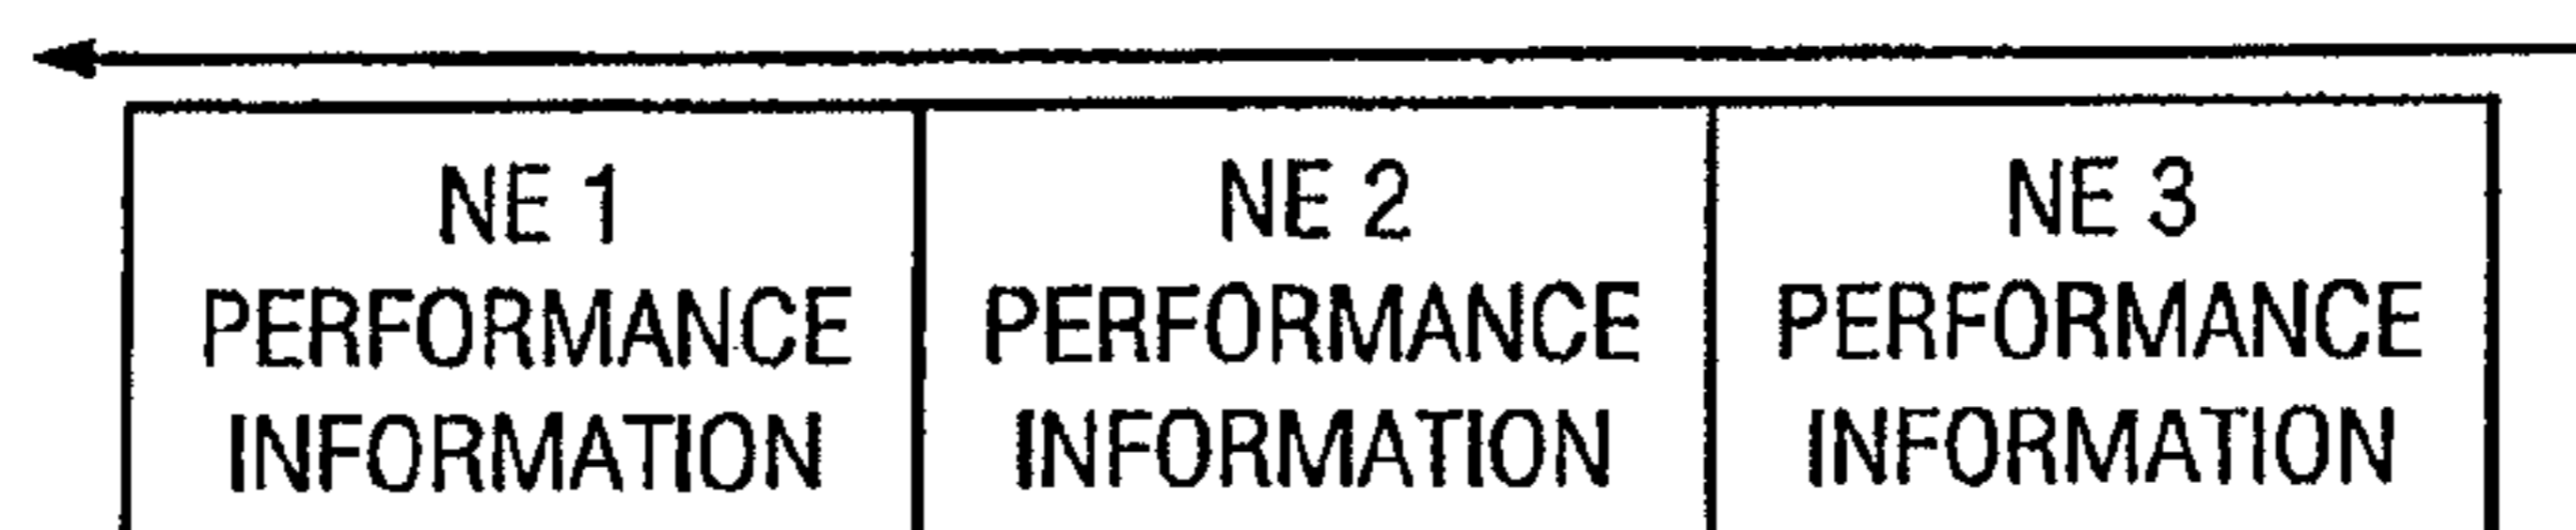 NE 1
PERFORMANCE
INFORMATION
NE 2
PERFORMANCE
INFORMATION
NE 3
PERFORMANCE
INFORMATION